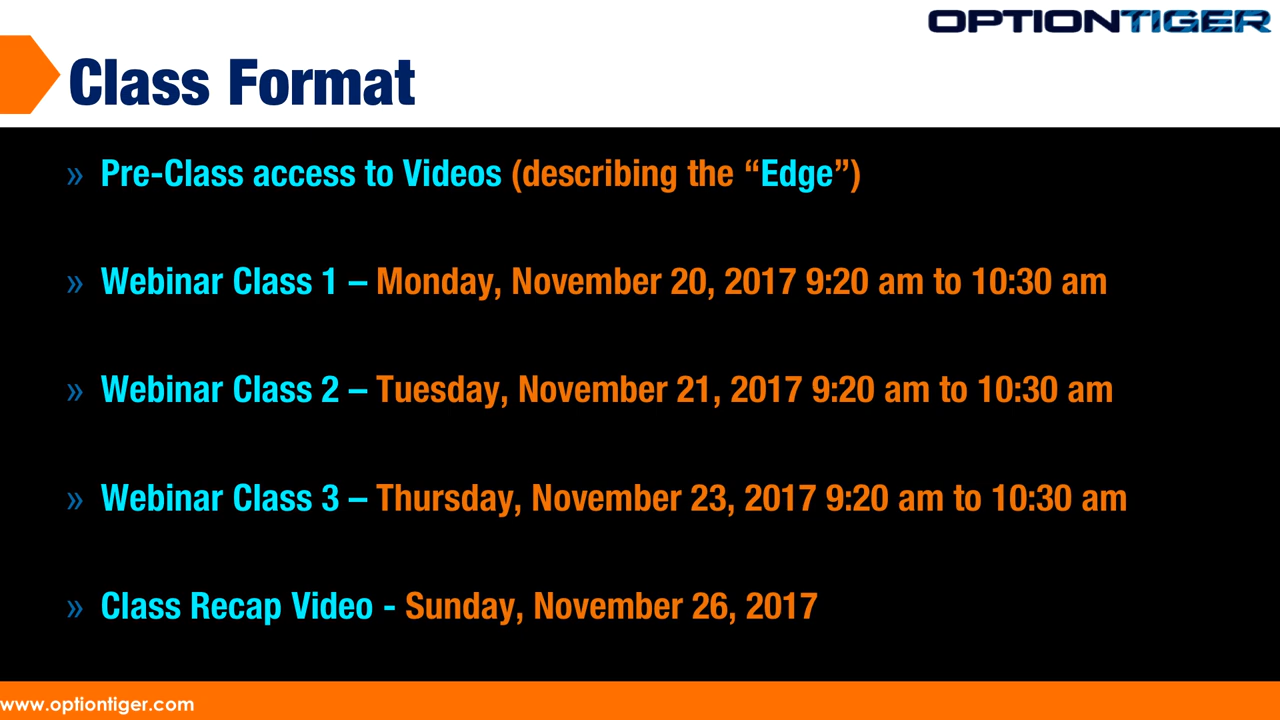 OPTIONTIGER
Class Format
» Pre-Class access to Videos (describing the “Edge”)
» Webinar Class 1 – Monday, November 20, 2017 9:20 am to 10:30 am
» Webinar Class 2 – Tuesday, November 21, 2017 9:20 am to 10:30 am
» Webinar Class 3 – Thursday, November 23, 2017 9:20 am to 10:30 am
» Class Recap Video - Sunday, November 26, 2017
www.optiontiger.com